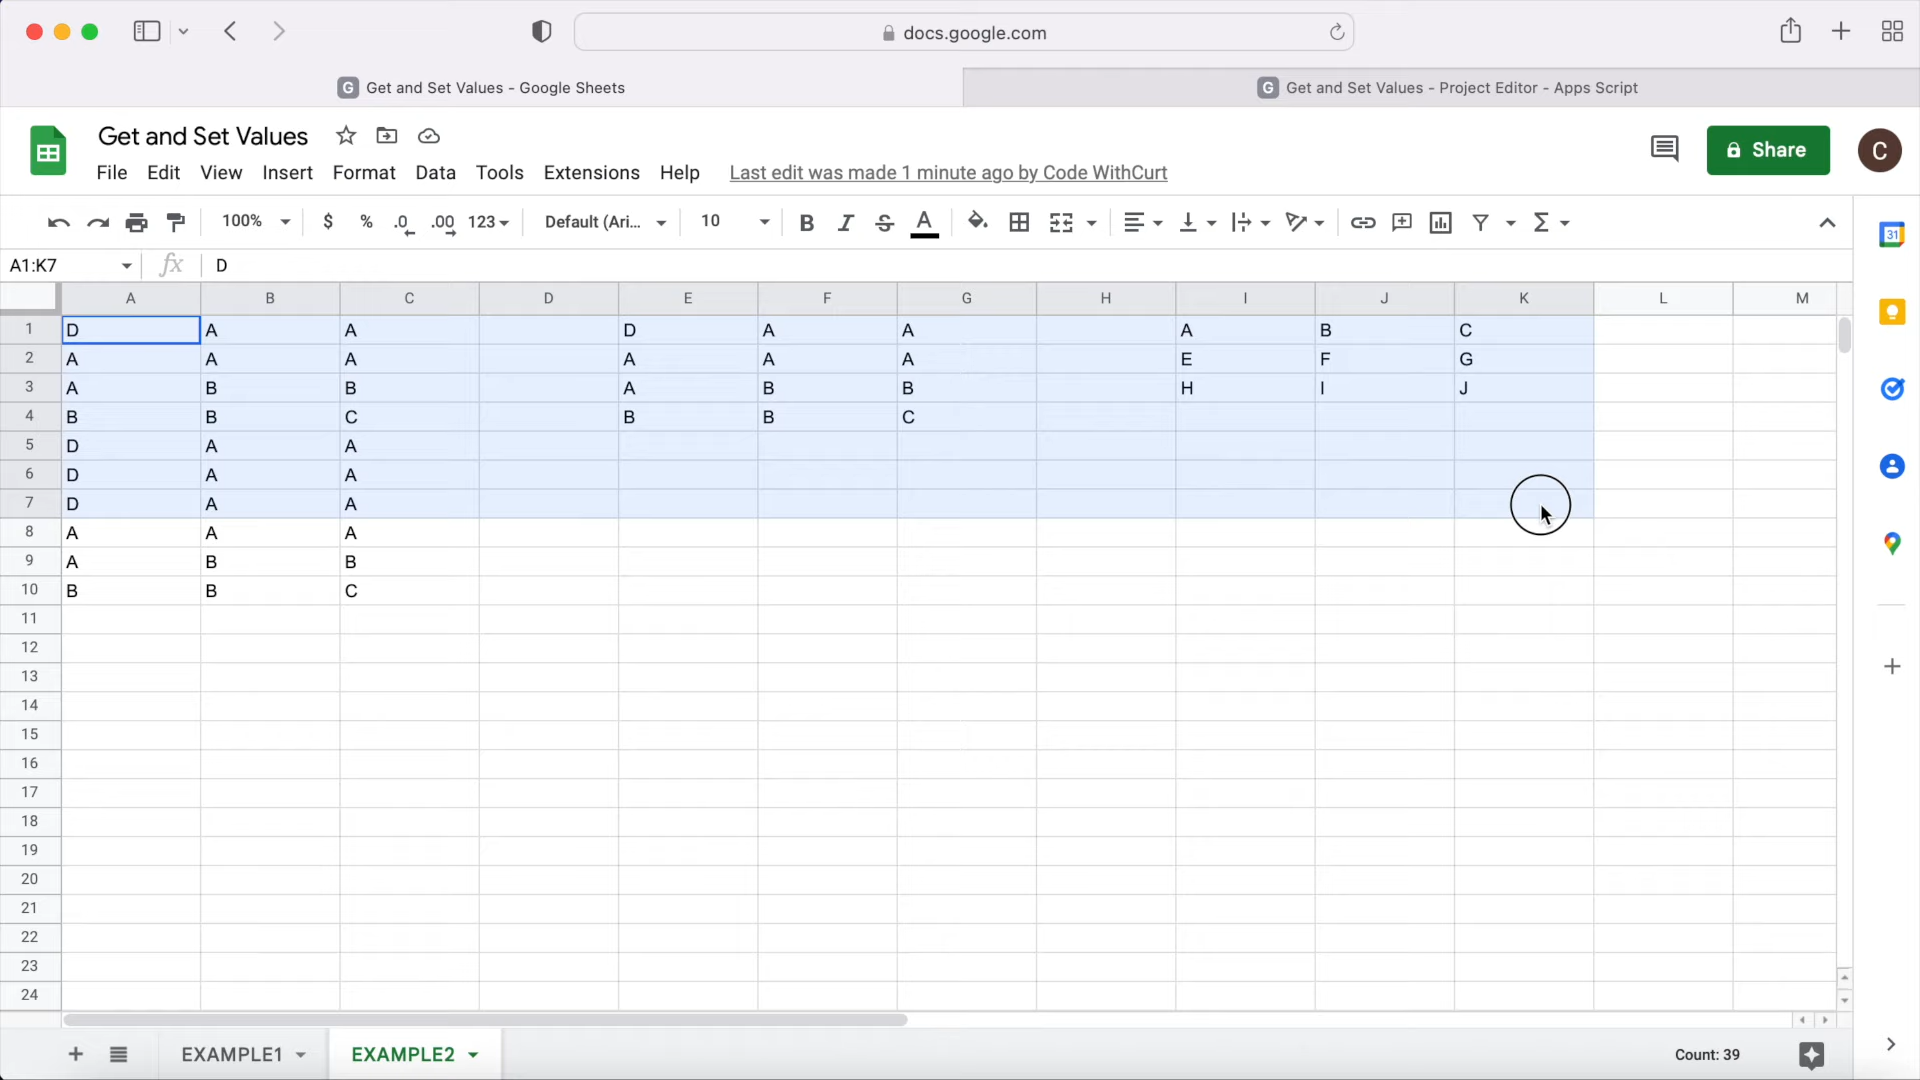 docs.google.com
G Get and Set Values - Google Sheets
G Get and Set Values - Project Editor - Apps Script
Get and Set Values
Share
C
File Edit View Insert Format Data Tools Extensions Help Last edit was made 1 minute ago by Code WithCurt
100% $ % .0 .00 123 Default (Ari... 10 B I S A Σ
31
A1:K7 fx D
A B C D E F G H I J K L M
1 D A A D A A A B C
2 A A A A A A E F G
3 A B B A B B H I J
4 B B C B B C
5 D A A
6 D A A
7 D A A
8 A A A
9 A B B
10 B B C
11
12
13
14
15
16
17
18
19
20
21
22
23
24
EXAMPLE1 EXAMPLE2 Count: 39